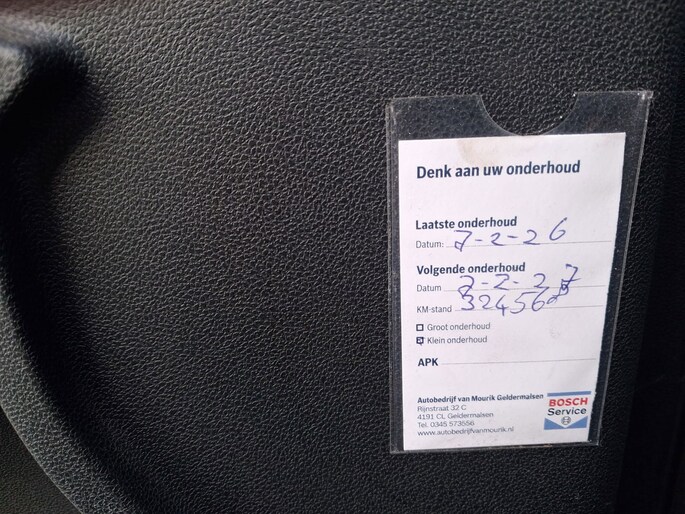 Denk aan uw onderhoud
Laatste onderhoud
Datum: 7-2-26
Volgende onderhoud
Datum 7-2-27
KM-stand 324560
Groot onderhoud
Klein onderhoud
APK
Autobedrijf van Mourik Geldermalsen
Rijnstraat 32 C
4191 CL Geldermalsen
Tel. 0345 573556
www.autobedrijfvanmourik.nl
BOSCH
Service